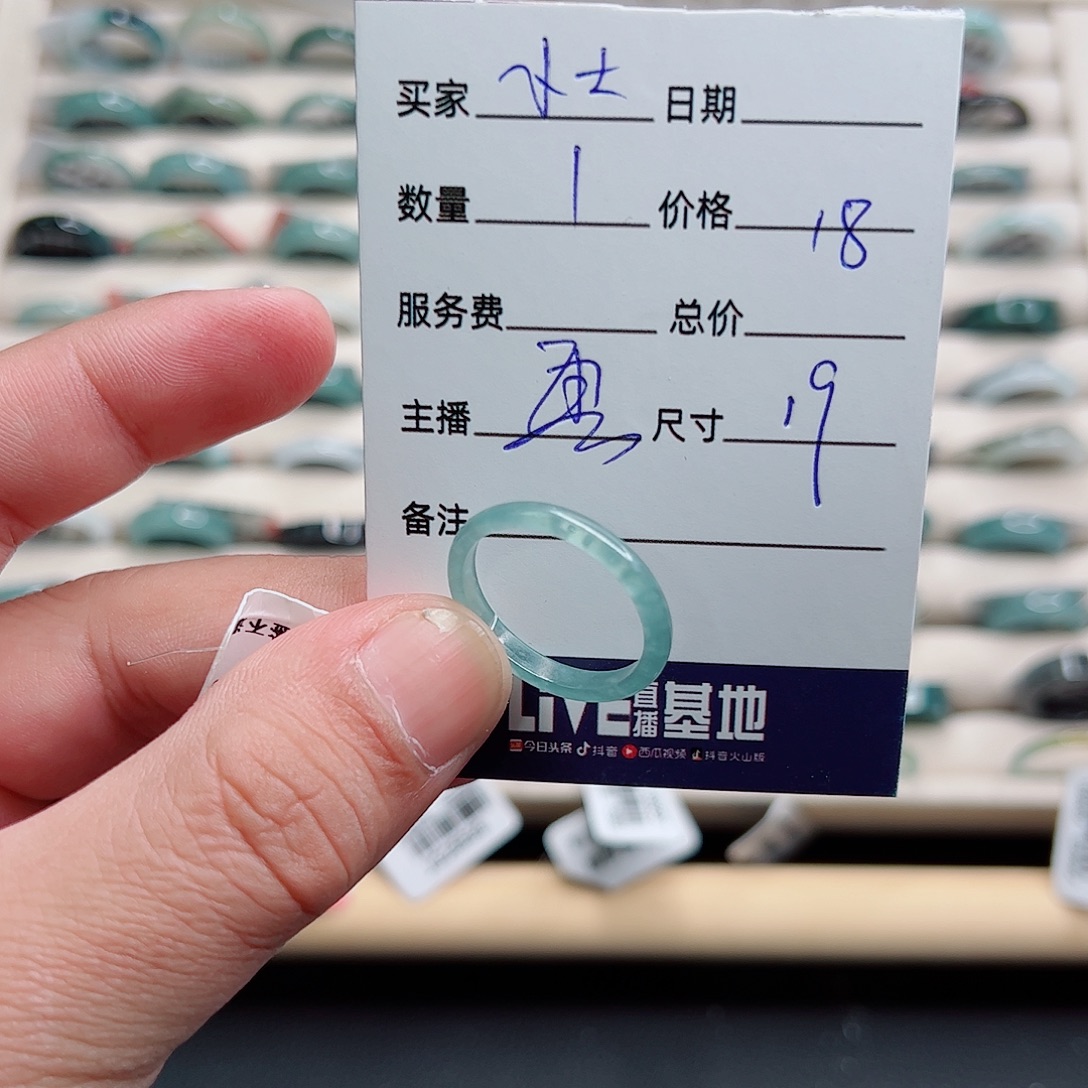 买家 水士 日期
数量 1 价格 18
服务费 总价
主播 尺寸 19
备注
LIVE直播基地
今日头条 抖音 西瓜视频 抖音火山版